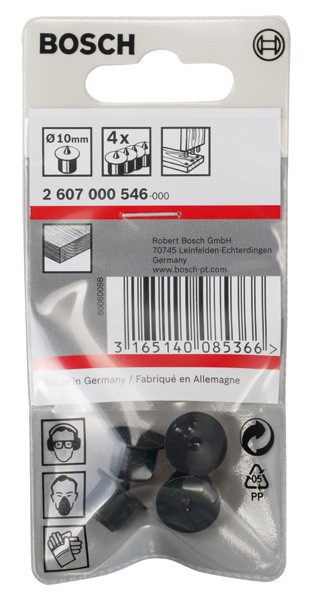 BOSCH
Ø10mm
4x
2 607 000 546-000
Robert Bosch GmbH
70745 Leinfelden-Echterdingen
Germany
www.bosch-pt.com
60060098
3 165140 085366 >
Made in Germany / Fabriqué en Allemagne
05
PP